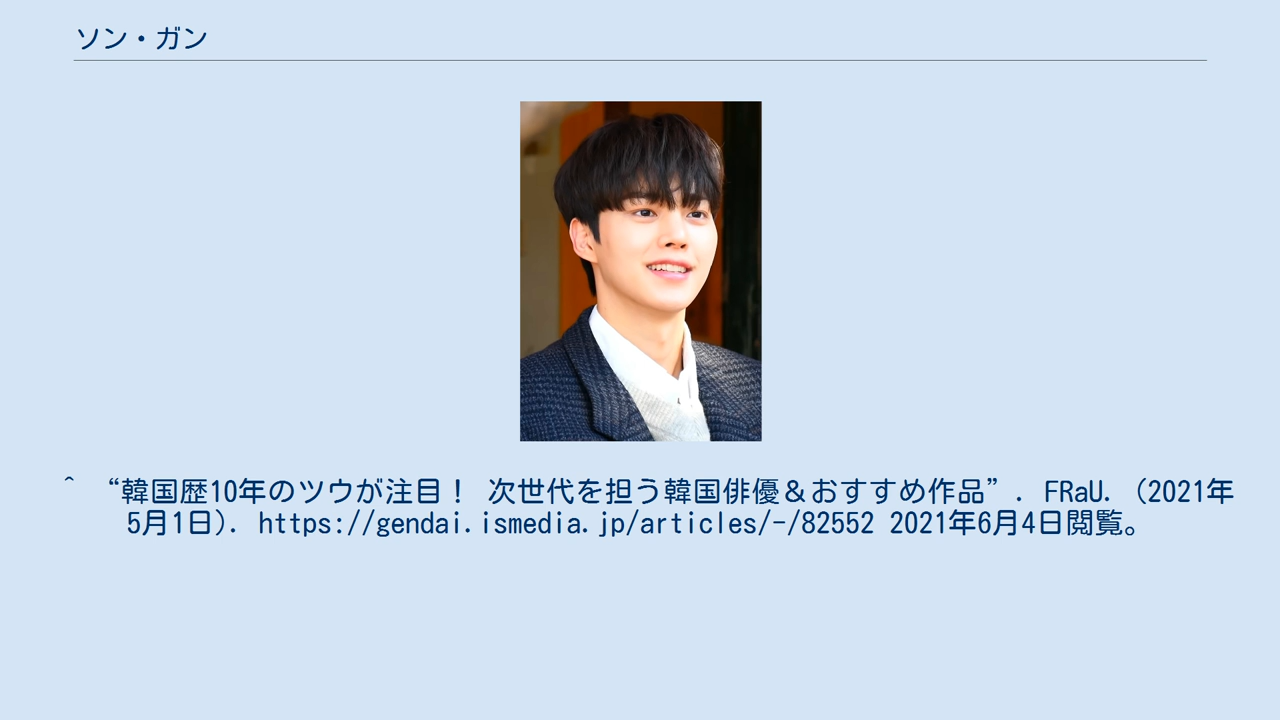 ソン・ガン
^ “韓国歴10年のツウが注目！ 次世代を担う韓国俳優＆おすすめ作品”. FRaU. (2021年
5月1日). https://gendai.ismedia.jp/articles/-/82552 2021年6月4日閲覧。